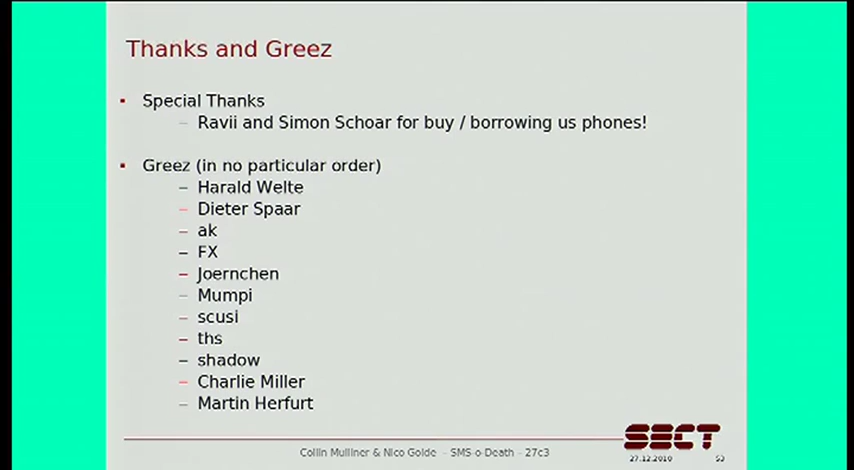 Thanks and Greez
Special Thanks
– Ravii and Simon Schoar for buy / borrowing us phones!
Greez (in no particular order)
– Harald Welte
– Dieter Spaar
– ak
– FX
– Joernchen
– Mumpi
– scusi
– ths
– shadow
– Charlie Miller
– Martin Herfurt
Collin Mulliner & Nico Golde – SMS-o-Death – 27c3
SECT
27.12.2010 53